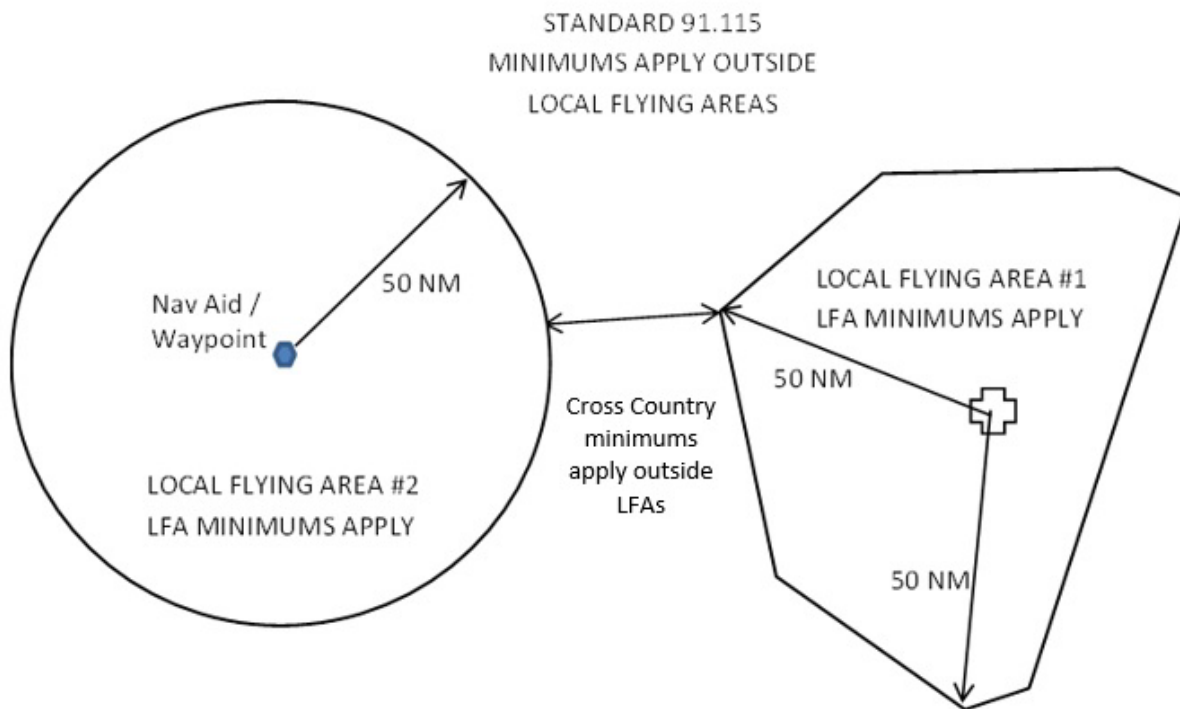 STANDARD 91.115
MINIMUMS APPLY OUTSIDE
LOCAL FLYING AREAS
50 NM
Nav Aid /
Waypoint
LOCAL FLYING AREA #2
LFA MINIMUMS APPLY
Cross Country
minimums
apply outside
LFAs
LOCAL FLYING AREA #1
LFA MINIMUMS APPLY
50 NM
50 NM